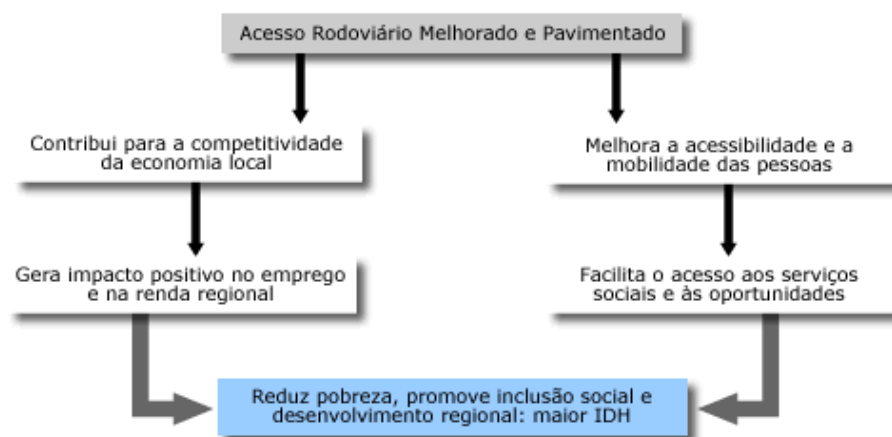 Acesso Rodoviário Melhorado e Pavimentado
Contribui para a competitividade
da economia local
Melhora a acessibilidade e a
mobilidade das pessoas
Gera impacto positivo no emprego
e na renda regional
Facilita o acesso aos serviços
sociais e às oportunidades
Reduz pobreza, promove inclusão social e
desenvolvimento regional: maior IDH